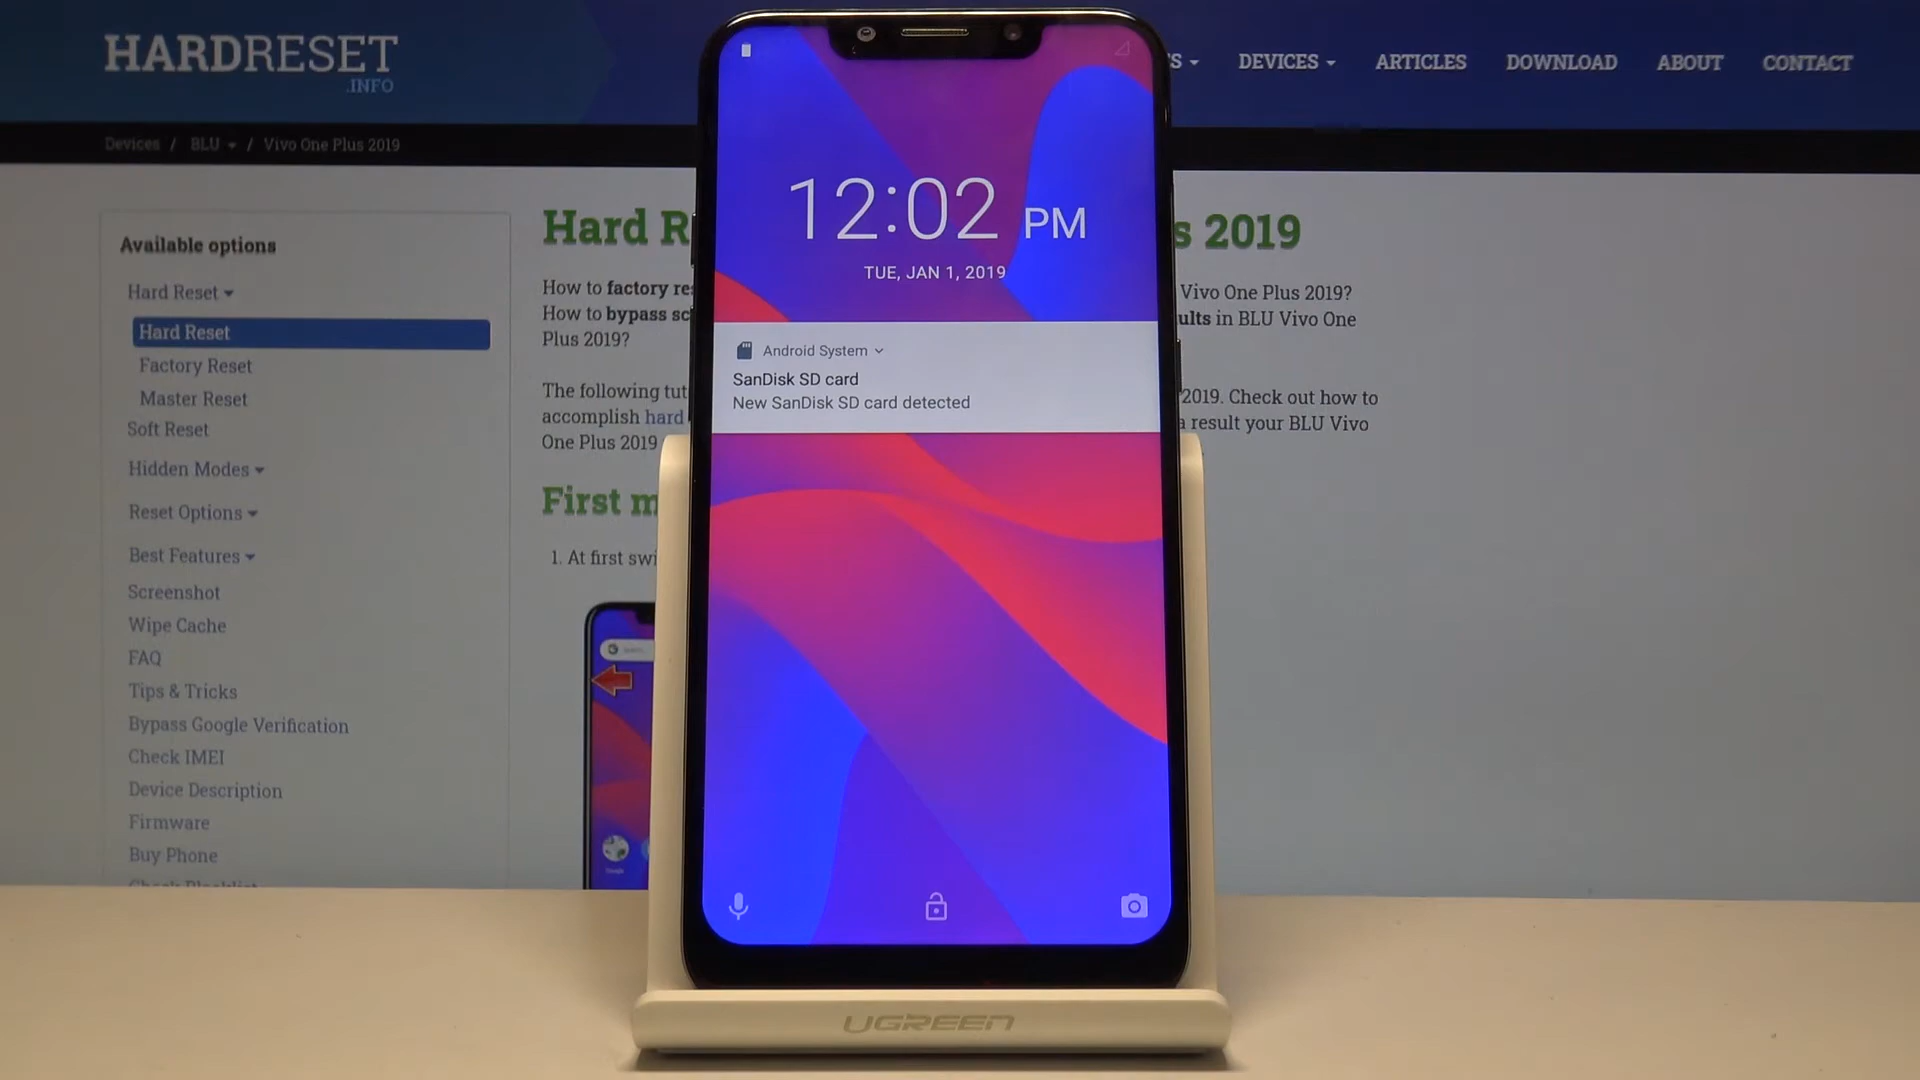 HARDRESET
.INFO
S
DEVICES
ARTICLES
DOWNLOAD
ABOUT
CONTACT
Devices / BLU / Vivo One Plus 2019
Available options
Hard Reset
Hard Reset
Factory Reset
Master Reset
Soft Reset
Hidden Modes
Reset Options
Best Features
Screenshot
Wipe Cache
FAQ
Tips & Tricks
Bypass Google Verification
Check IMEI
Device Description
Firmware
Buy Phone
Hard R
s 2019
How to factory re
Vivo One Plus 2019?
How to bypass sc
ults in BLU Vivo One
Plus 2019?
The following tut
2019. Check out how to
accomplish hard
a result your BLU Vivo
One Plus 2019
First m
1. At first swi
12:02 PM
TUE, JAN 1, 2019
Android System
SanDisk SD card
New SanDisk SD card detected
UGREEN